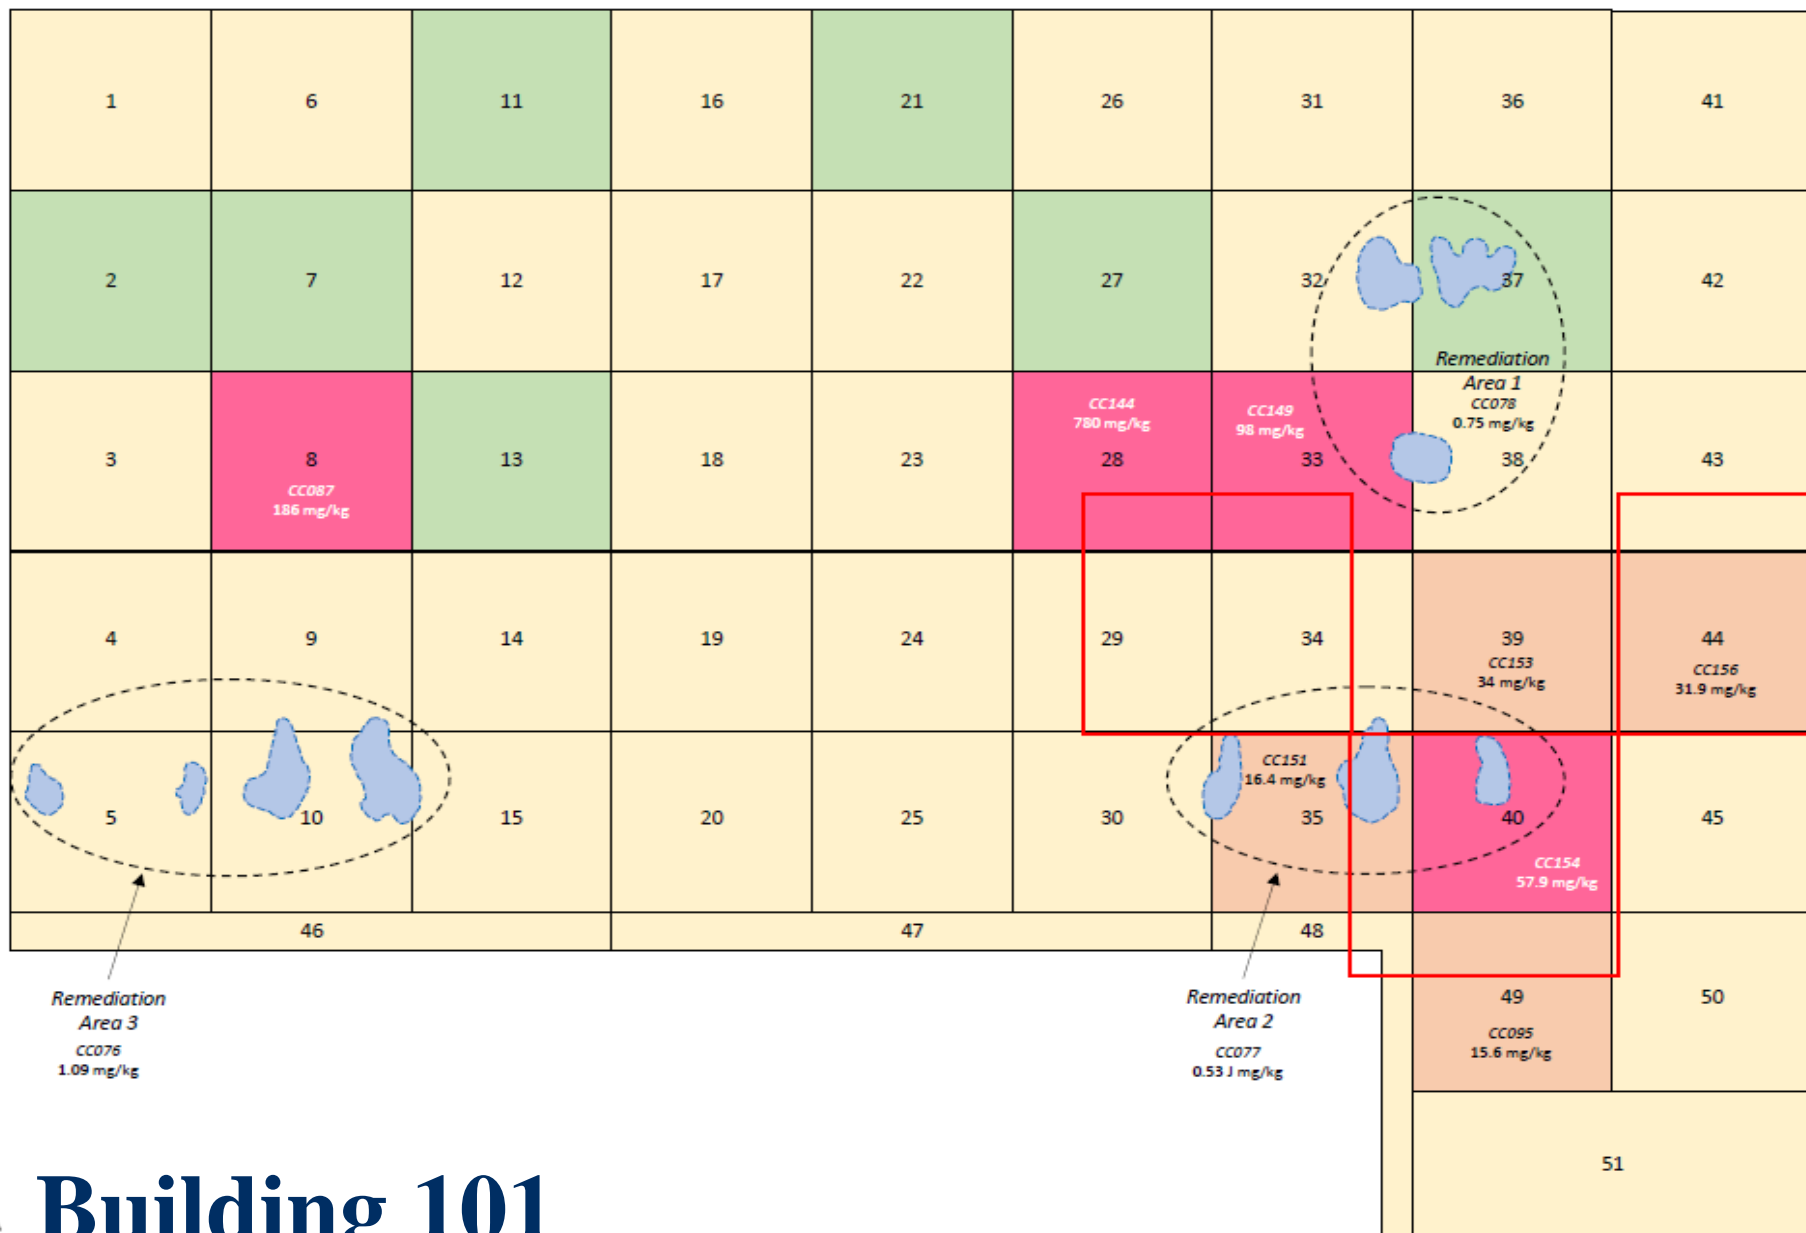 1 6 11 16 21 26 31 36 41
2 7 12 17 22 27 32 37 42
Remediation
Area 1
CC078
0.75 mg/kg
CC144
780 mg/kg
CC149
98 mg/kg
3 8 13 18 23 28 33 38 43
CC087
186 mg/kg
4 9 14 19 24 29 34 39 44
CC153
34 mg/kg
CC156
31.9 mg/kg
CC151
16.4 mg/kg
5 10 15 20 25 30 35 40 45
CC154
57.9 mg/kg
46 47 48
49 50
CC095
15.6 mg/kg
Remediation
Area 3
CC076
1.09 mg/kg
Remediation
Area 2
CC077
0.53 J mg/kg
51
Building 101